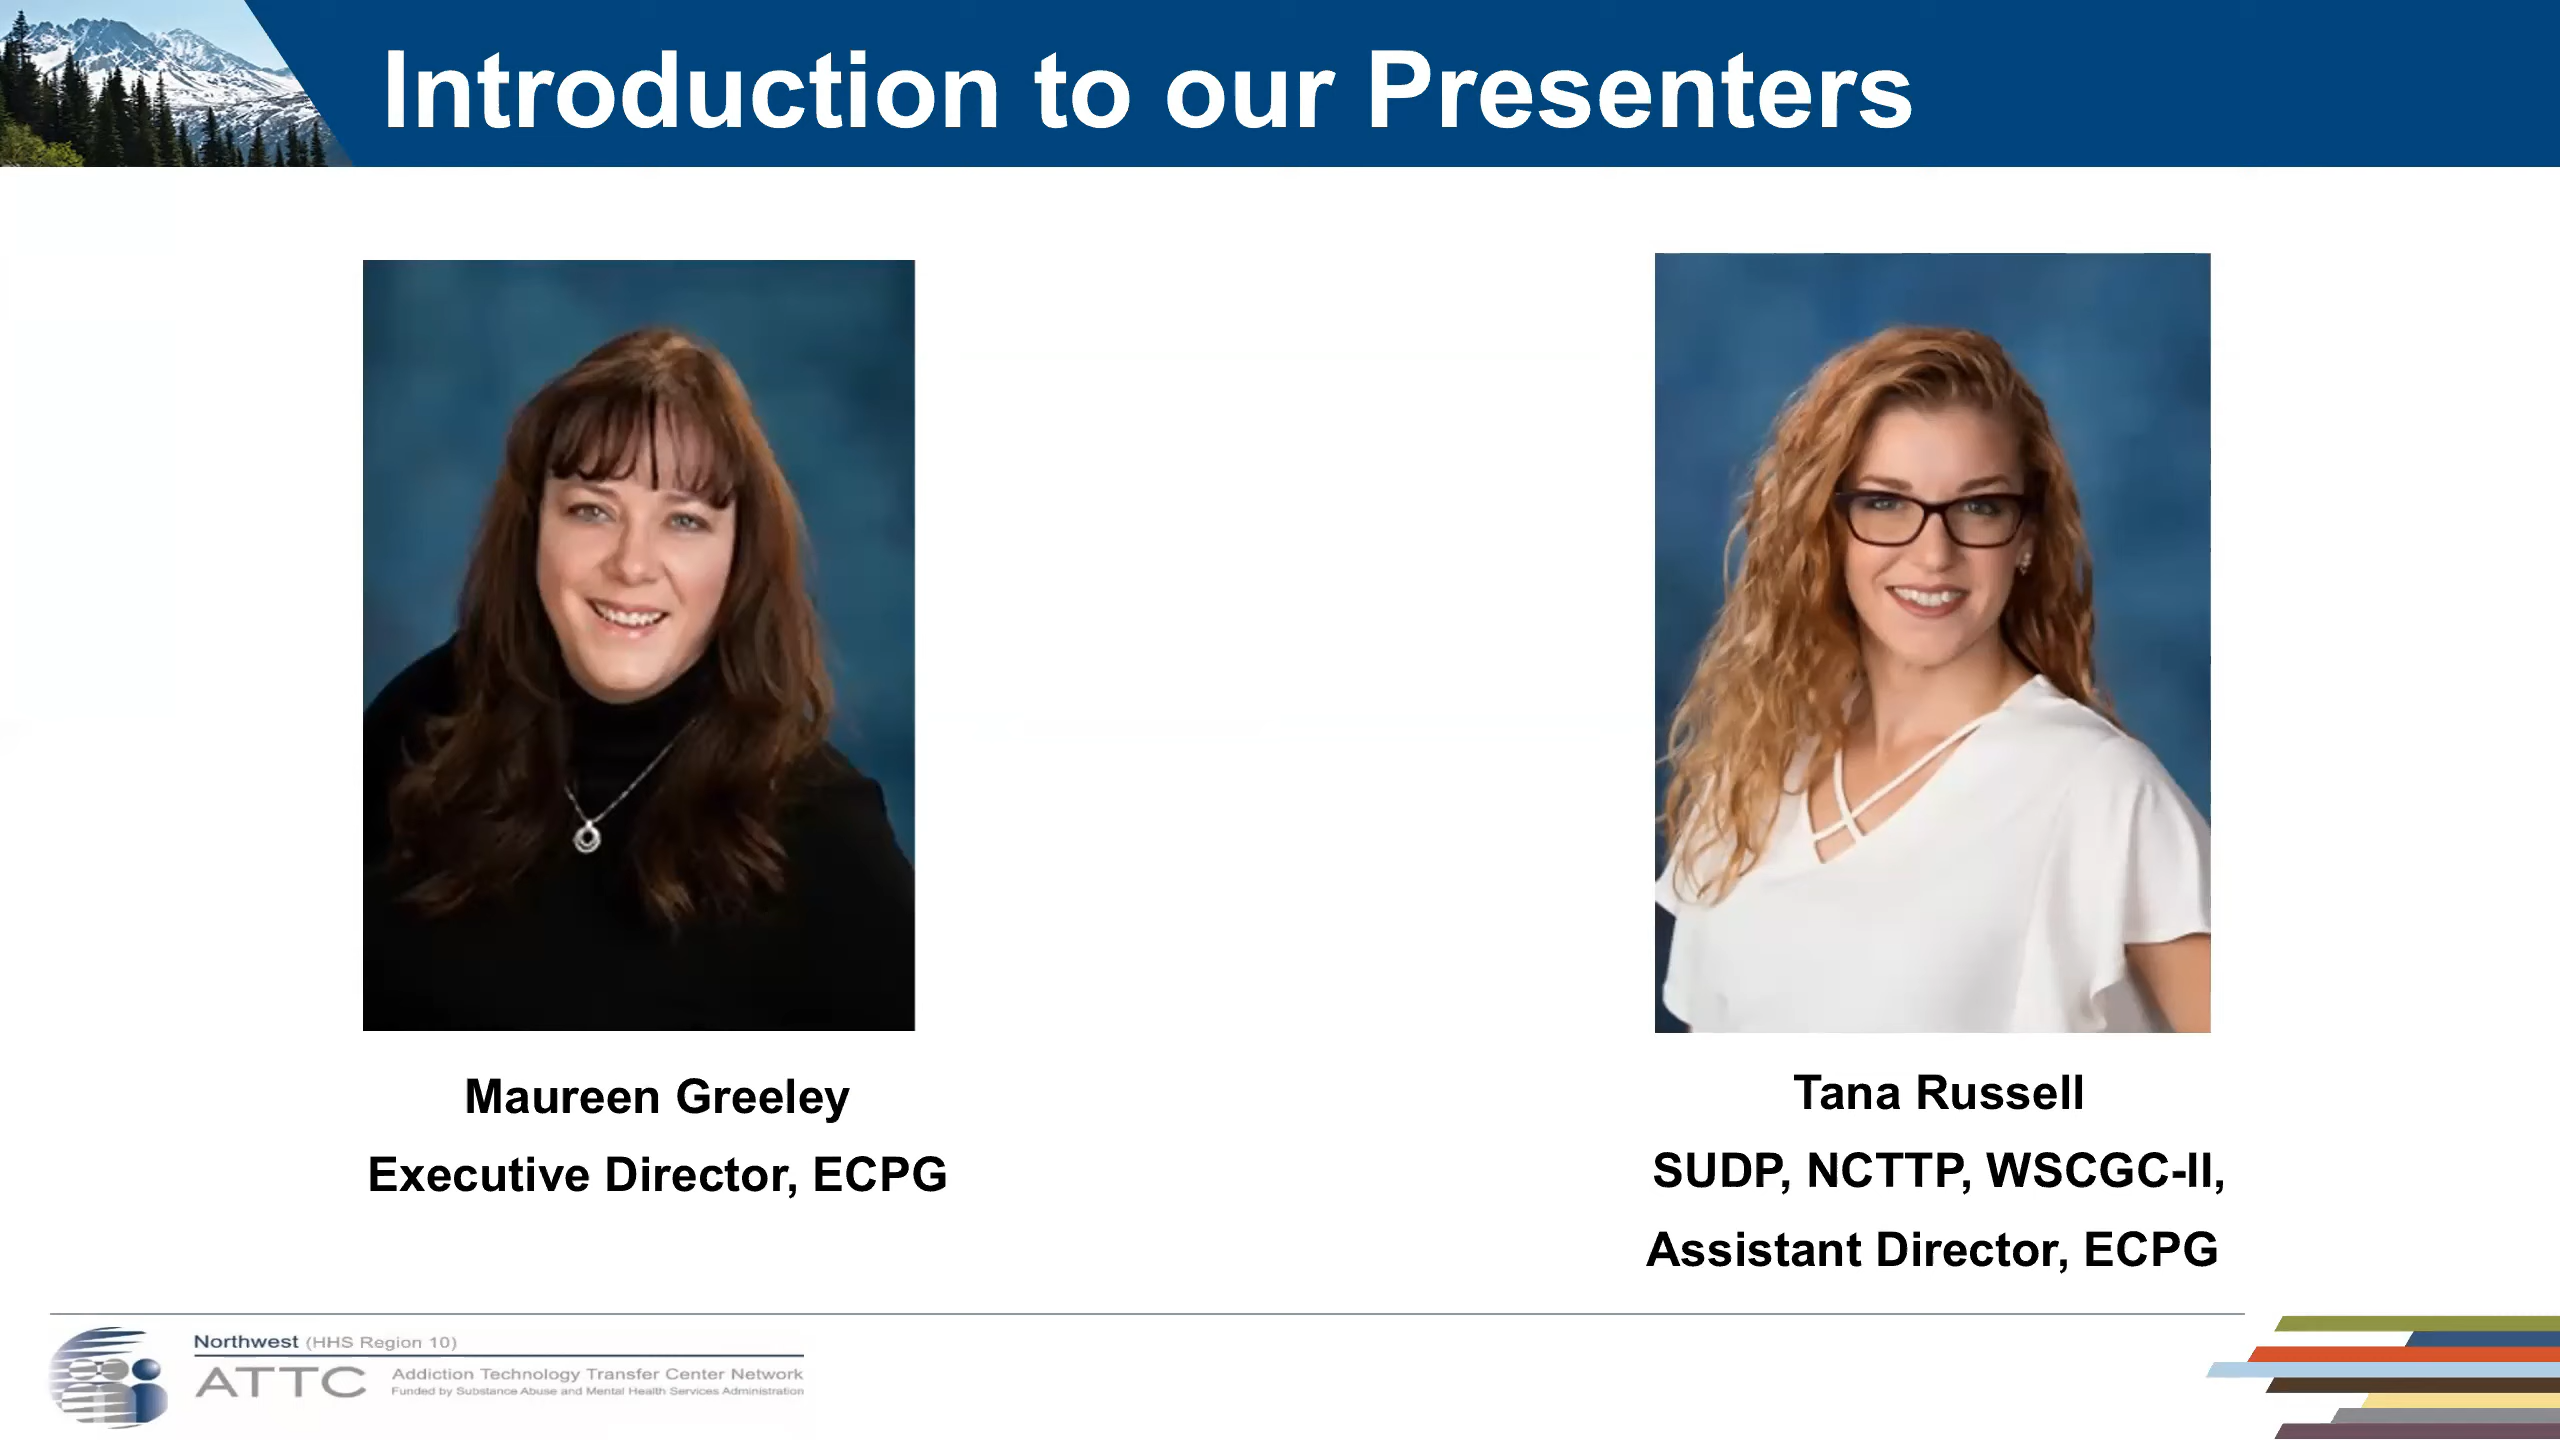 Introduction to our Presenters
Maureen Greeley
Executive Director, ECPG
Tana Russell
SUDP, NCTTP, WSCGC-II,
Assistant Director, ECPG
Northwest (HHS Region 10)
ATTC
Addiction Technology Transfer Center Network
Funded by Substance Abuse and Mental Health Services Administration